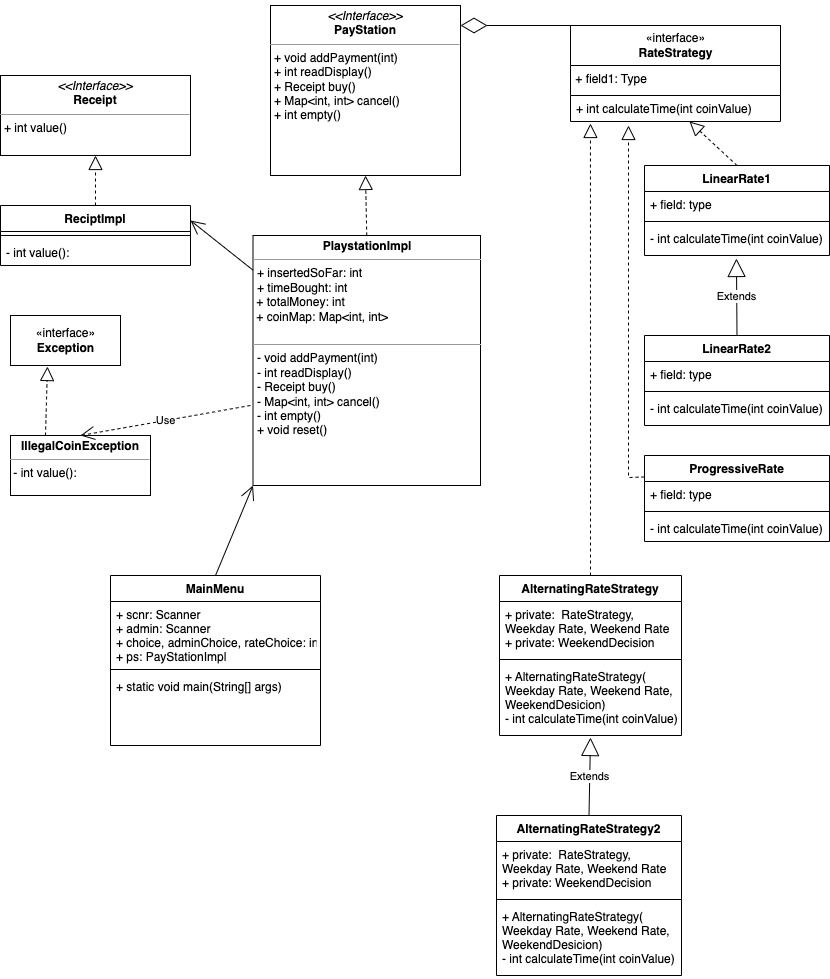 <<Interface>>
PayStation
+ void addPayment(int)
+ int readDisplay()
+ Receipt buy()
+ Map<int, int> cancel()
+ int empty()
«interface»
RateStrategy
+ field1: Type
+ int calculateTime(int coinValue)
<<Interface>>
Receipt
+ int value()
ReciptImpl
- int value():
PlaystationImpl
+ insertedSoFar: int
+ timeBought: int
+ totalMoney: int
+ coinMap: Map<int, int>
- void addPayment(int)
- int readDisplay()
- Receipt buy()
- Map<int, int> cancel()
- int empty()
+ void reset()
LinearRate1
+ field: type
- int calculateTime(int coinValue)
Extends
LinearRate2
+ field: type
- int calculateTime(int coinValue)
«interface»
Exception
Use
IllegalCoinException
- int value():
ProgressiveRate
+ field: type
- int calculateTime(int coinValue)
MainMenu
+ scnr: Scanner
+ admin: Scanner
+ choice, adminChoice, rateChoice: in
+ ps: PayStationImpl
+ static void main(String[] args)
AlternatingRateStrategy
+ private:  RateStrategy,
Weekday Rate, Weekend Rate
+ private: WeekendDecision
+ AlternatingRateStrategy(
Weekday Rate, Weekend Rate,
WeekendDesicion)
- int calculateTime(int coinValue)
Extends
AlternatingRateStrategy2
+ private:  RateStrategy,
Weekday Rate, Weekend Rate
+ private: WeekendDecision
+ AlternatingRateStrategy(
Weekday Rate, Weekend Rate,
WeekendDesicion)
- int calculateTime(int coinValue)